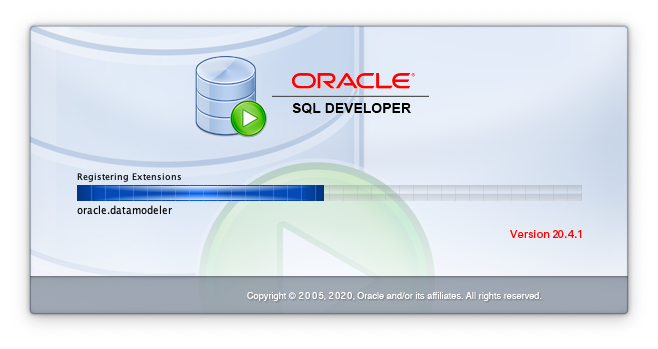 ORACLE
SQL DEVELOPER
Registering Extensions
oracle.datamodeler
Version 20.4.1
Copyright © 2005, 2020, Oracle and/or its affiliates. All rights reserved.